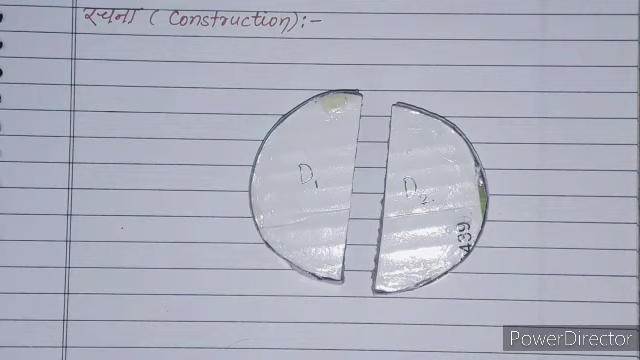 रचना ( Construction):-
D1
D2.
439
PowerDirector